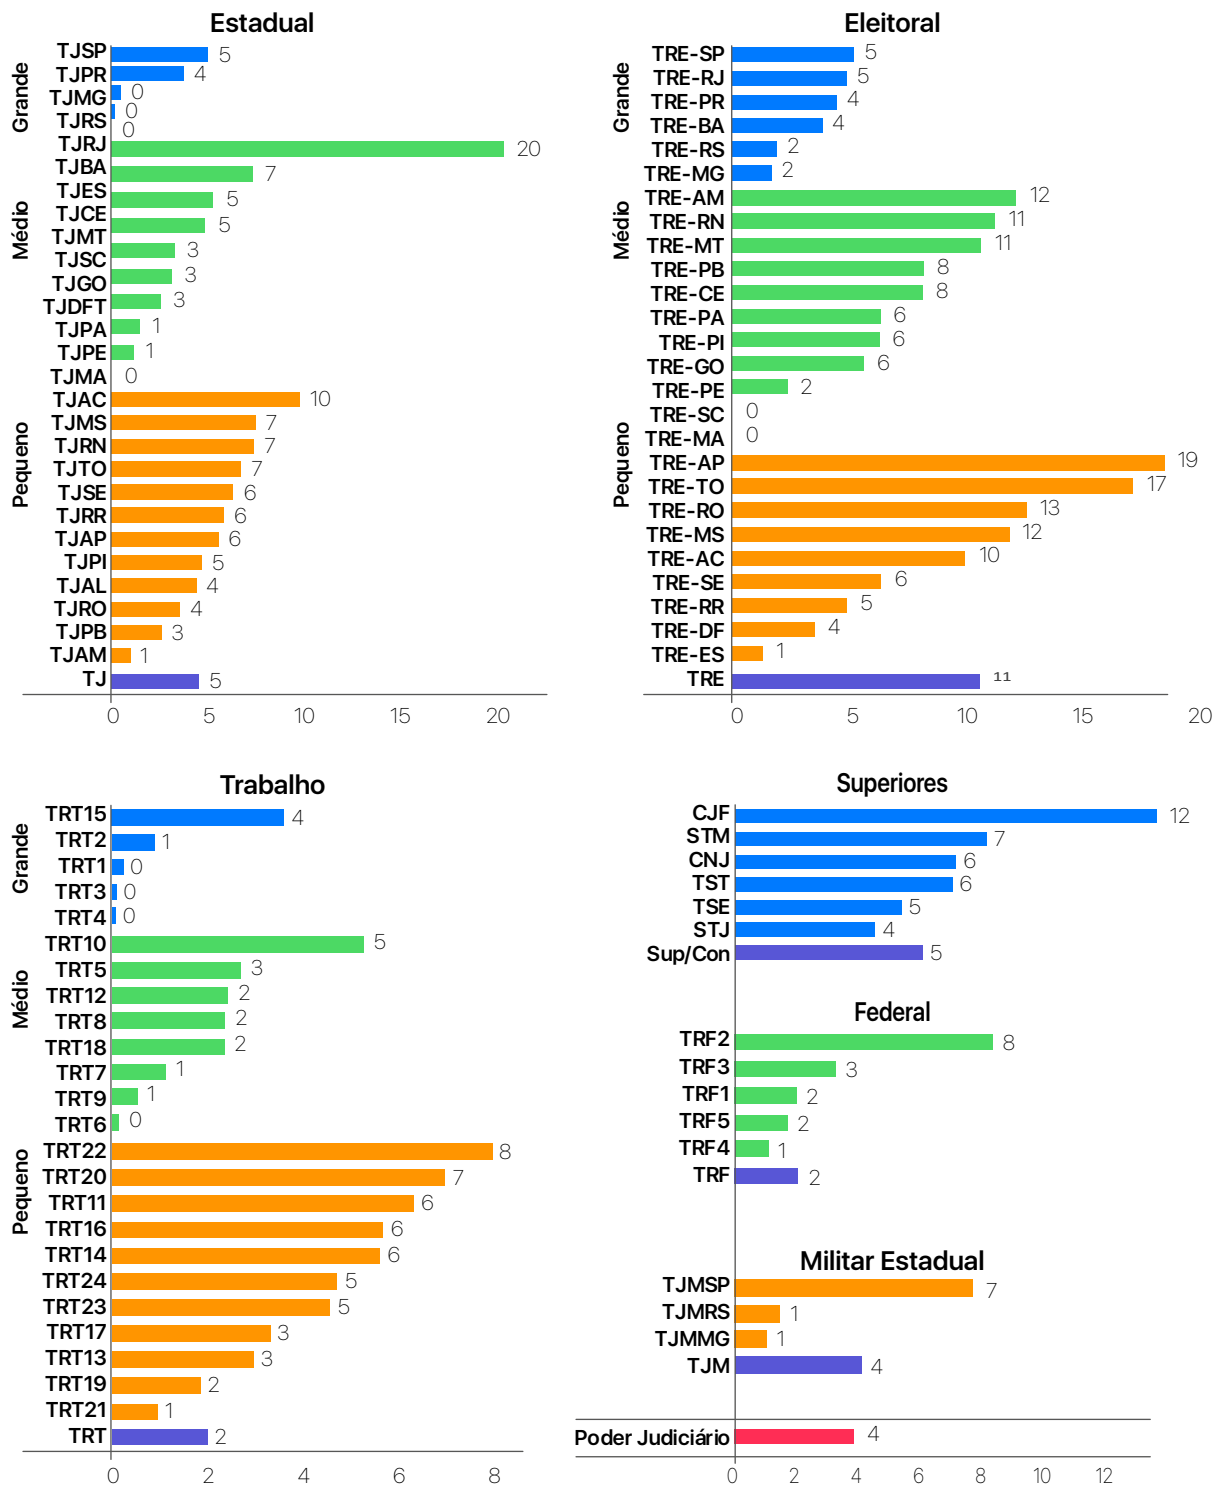 Estadual
Grande
TJSP 5
TJPR 4
TJMG 0
TJRS 0
0
TJRJ 20
Médio
TJBA 7
TJES 5
TJCE 5
TJMT 3
TJSC 3
TJGO 3
TJDFT
TJPA 1
TJPE 1
TJMA 0
Pequeno
TJAC 10
TJMS 7
TJRN 7
TJTO 7
TJSE 6
TJRR 6
TJAP 6
TJPI 5
TJAL 4
TJRO 4
TJPB 3
TJAM 1
TJ 5
0 5 10 15 20
Eleitoral
Grande
TRE-SP 5
TRE-RJ 5
TRE-PR 4
TRE-BA 4
TRE-RS 2
TRE-MG 2
Médio
TRE-AM 12
TRE-RN 11
TRE-MT 11
TRE-PB 8
TRE-CE 8
TRE-PA 6
TRE-PI 6
TRE-GO 6
TRE-PE 2
TRE-SC 0
TRE-MA 0
Pequeno
TRE-AP 19
TRE-TO 17
TRE-RO 13
TRE-MS 12
TRE-AC 10
TRE-SE 6
TRE-RR 5
TRE-DF 4
TRE-ES 1
TRE 11
0 5 10 15 20
Trabalho
Grande
TRT15 4
TRT2 1
TRT1 0
TRT3 0
TRT4 0
Médio
TRT10 5
TRT5 3
TRT12 2
TRT8 2
TRT18 2
TRT7 1
TRT9 1
TRT6 0
Pequeno
TRT22 8
TRT20 7
TRT11 6
TRT16 6
TRT14 6
TRT24 5
TRT23 5
TRT17 3
TRT13 3
TRT19 2
TRT21 1
TRT 2
0 2 4 6 8
Superiores
CJF 12
STM 7
CNJ 6
TST 6
TSE 5
STJ 4
Sup/Con 5
Federal
TRF2 8
TRF3 3
TRF1 2
TRF5 2
TRF4 1
TRF 2
Militar Estadual
TJMSP 7
TJMRS 1
TJMMG 1
TJM 4
Poder Judiciário 4
0 2 4 6 8 10 12